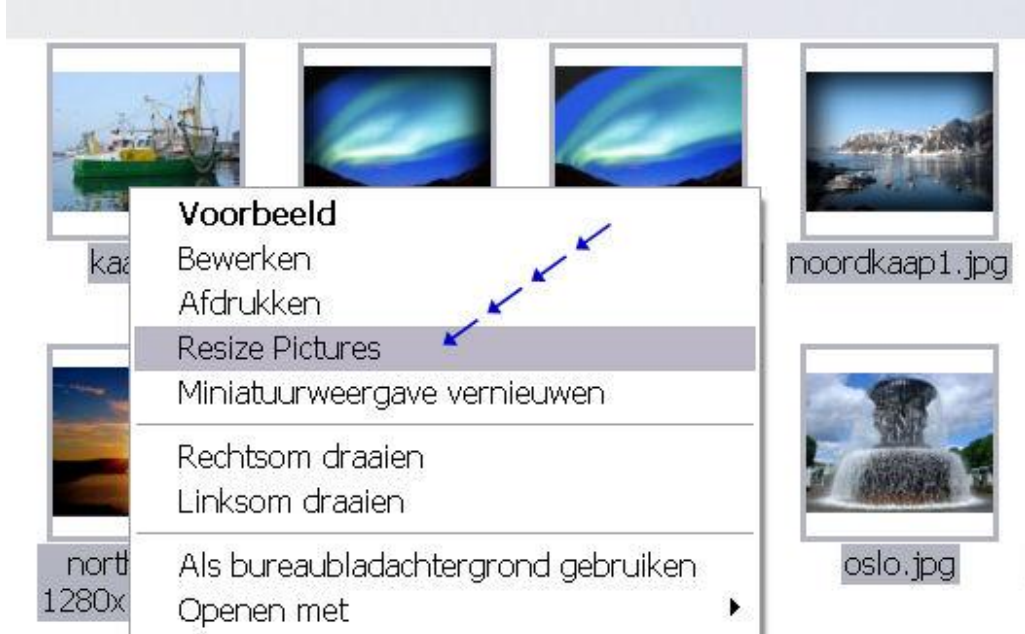 Voorbeeld
Bewerken
Afdrukken
Resize Pictures
Miniatuurweergave vernieuwen
Rechtsom draaien
Linksom draaien
Als bureaubladachtergrond gebruiken
Openen met
noordkaap1.jpg
1280x
oslo.jpg